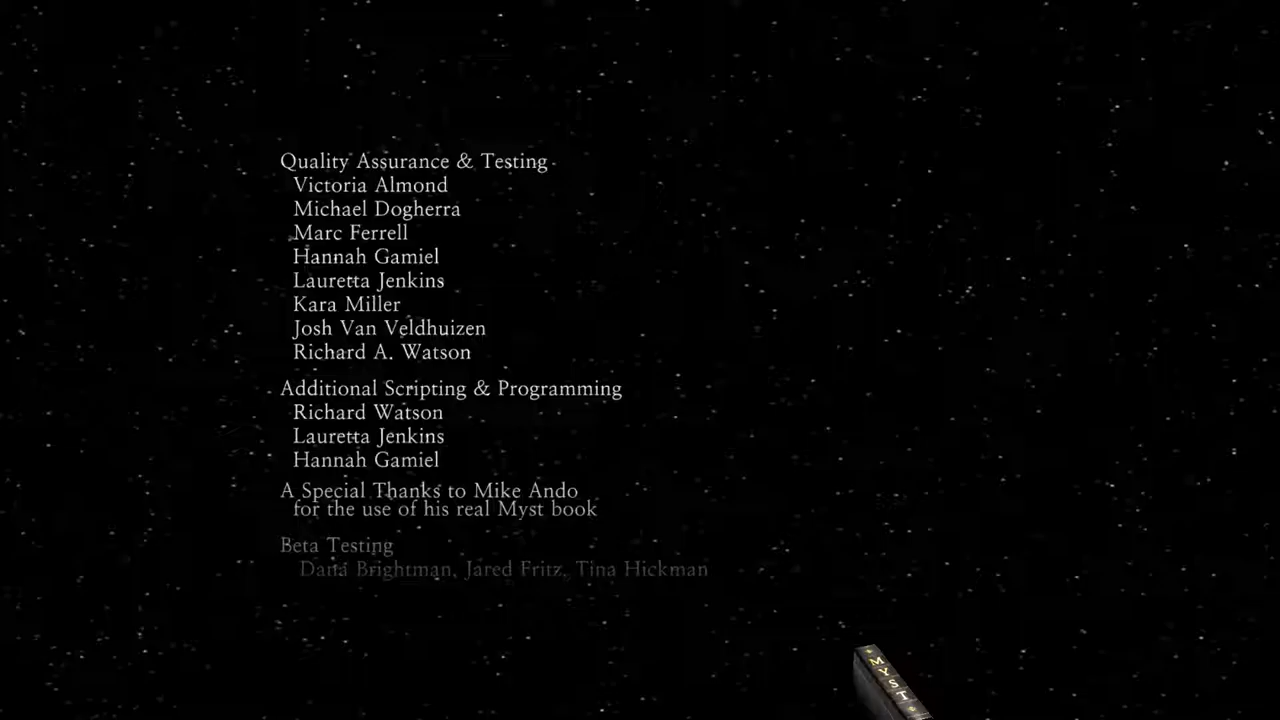 Quality Assurance & Testing
Victoria Almond
Michael Dogherra
Marc Ferrell
Hannah Gamiel
Lauretta Jenkins
Kara Miller
Josh Van Veldhuizen
Richard A. Watson
Additional Scripting & Programming
Richard Watson
Lauretta Jenkins
Hannah Gamiel
A Special Thanks to Mike Ando
for the use of his real Myst book
Beta Testing
Dana Brightman, Jared Fritz, Tina Hickman
MYST